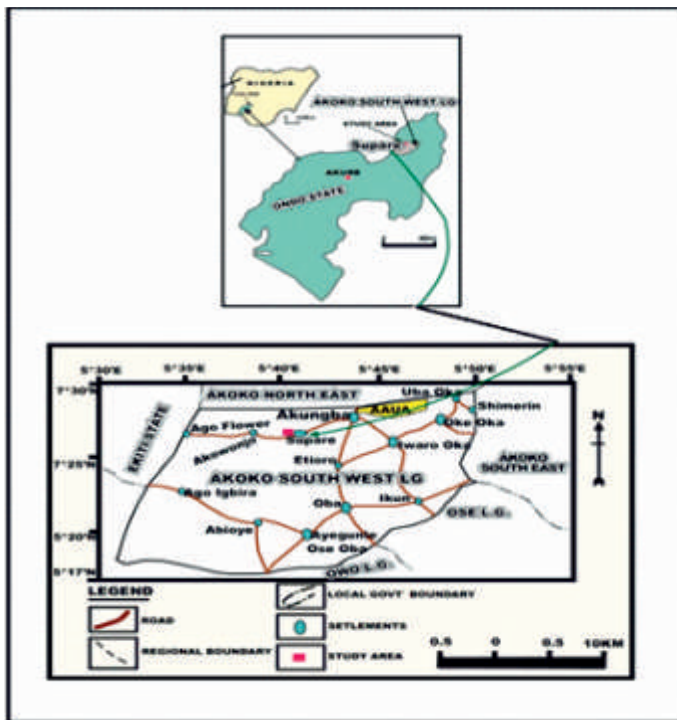 NIGERIA
AKOKO SOUTH WEST LG
STUDY AREA
Supare
AKURE
ONDO STATE
5°30'E 5°35'E 5°40'E 5°45'E 5°50'E 5°55'E
7°30'N
AKOKO NORTH EAST
Uba Oka
AAUA
Shimerin
Akungba
Ago Flower
Oke Oka
Supare
Akowonjo
Iwaro Oka
EKITI STATE
Etioro
N
AKOKO SOUTH EAST
7°25'N
AKOKO SOUTH WEST LG
Ago Igbira
Ikun
Oba
OSE L.G.
Abioye
Ayegunle
5°20'N
Ose Oba
OWO L.G.
5°17'N
LEGEND
LOCAL GOVT BOUNDARY
ROAD
SETLEMENTS
REGIONAL BOUNDARY
STUDY AREA
0.5 0 10KM